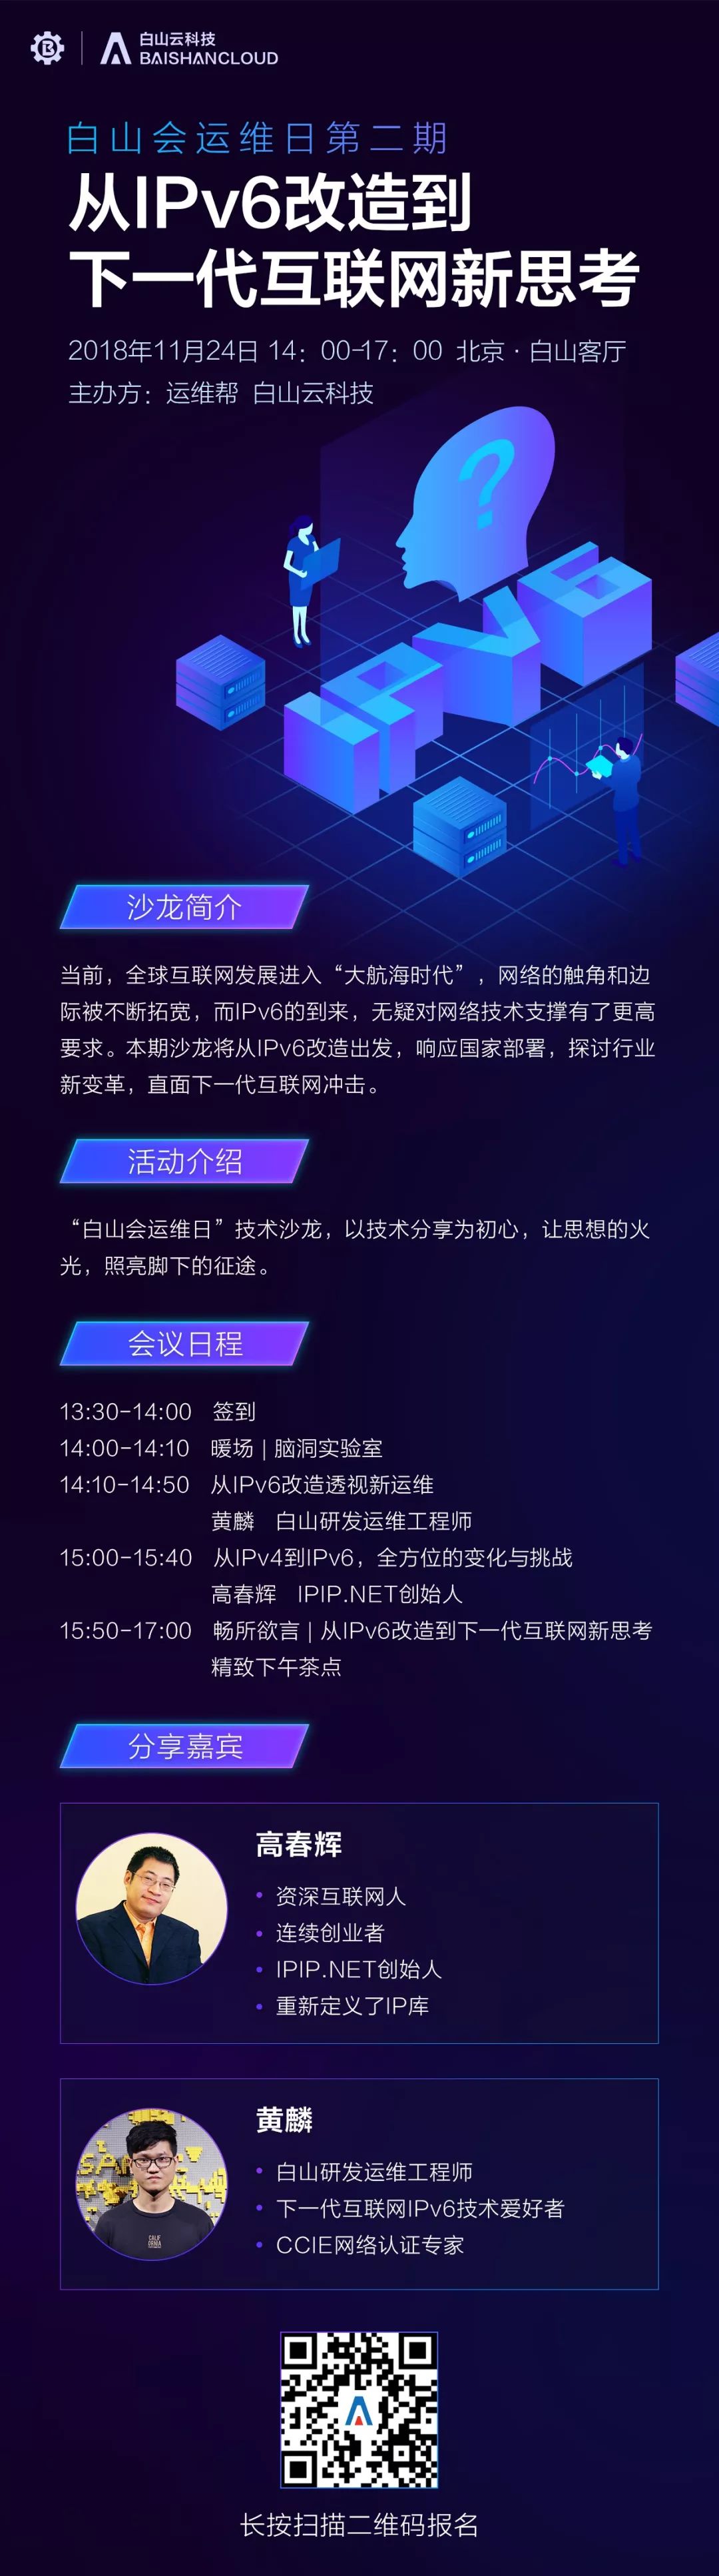 白山云科技
BAISHANCLOUD
白山会运维日第二期
从IPv6改造到
下一代互联网新思考
2018年11月24日 14：00-17：00 北京·白山客厅
主办方：运维帮 白山云科技
?
IPV6
沙龙简介
当前，全球互联网发展进入“大航海时代”，网络的触角和边
际被不断拓宽，而IPv6的到来，无疑对网络技术支撑有了更高
要求。本期沙龙将从IPv6改造出发，响应国家部署，探讨行业
新变革，直面下一代互联网冲击。
活动介绍
“白山会运维日”技术沙龙，以技术分享为初心，让思想的火
光，照亮脚下的征途。
会议日程
13:30-14:00 签到
14:00-14:10 暖场 | 脑洞实验室
14:10-14:50 从IPv6改造透视新运维
黄麟 白山研发运维工程师
15:00-15:40 从IPv4到IPv6，全方位的变化与挑战
高春辉 IPIP.NET创始人
15:50-17:00 畅所欲言 | 从IPv6改造到下一代互联网新思考
精致下午茶点
分享嘉宾
高春辉
• 资深互联网人
• 连续创业者
• IPIP.NET创始人
• 重新定义了IP库
黄麟
• 白山研发运维工程师
• 下一代互联网IPv6技术爱好者
• CCIE网络认证专家
CALIF
ORNIA
长按扫描二维码报名